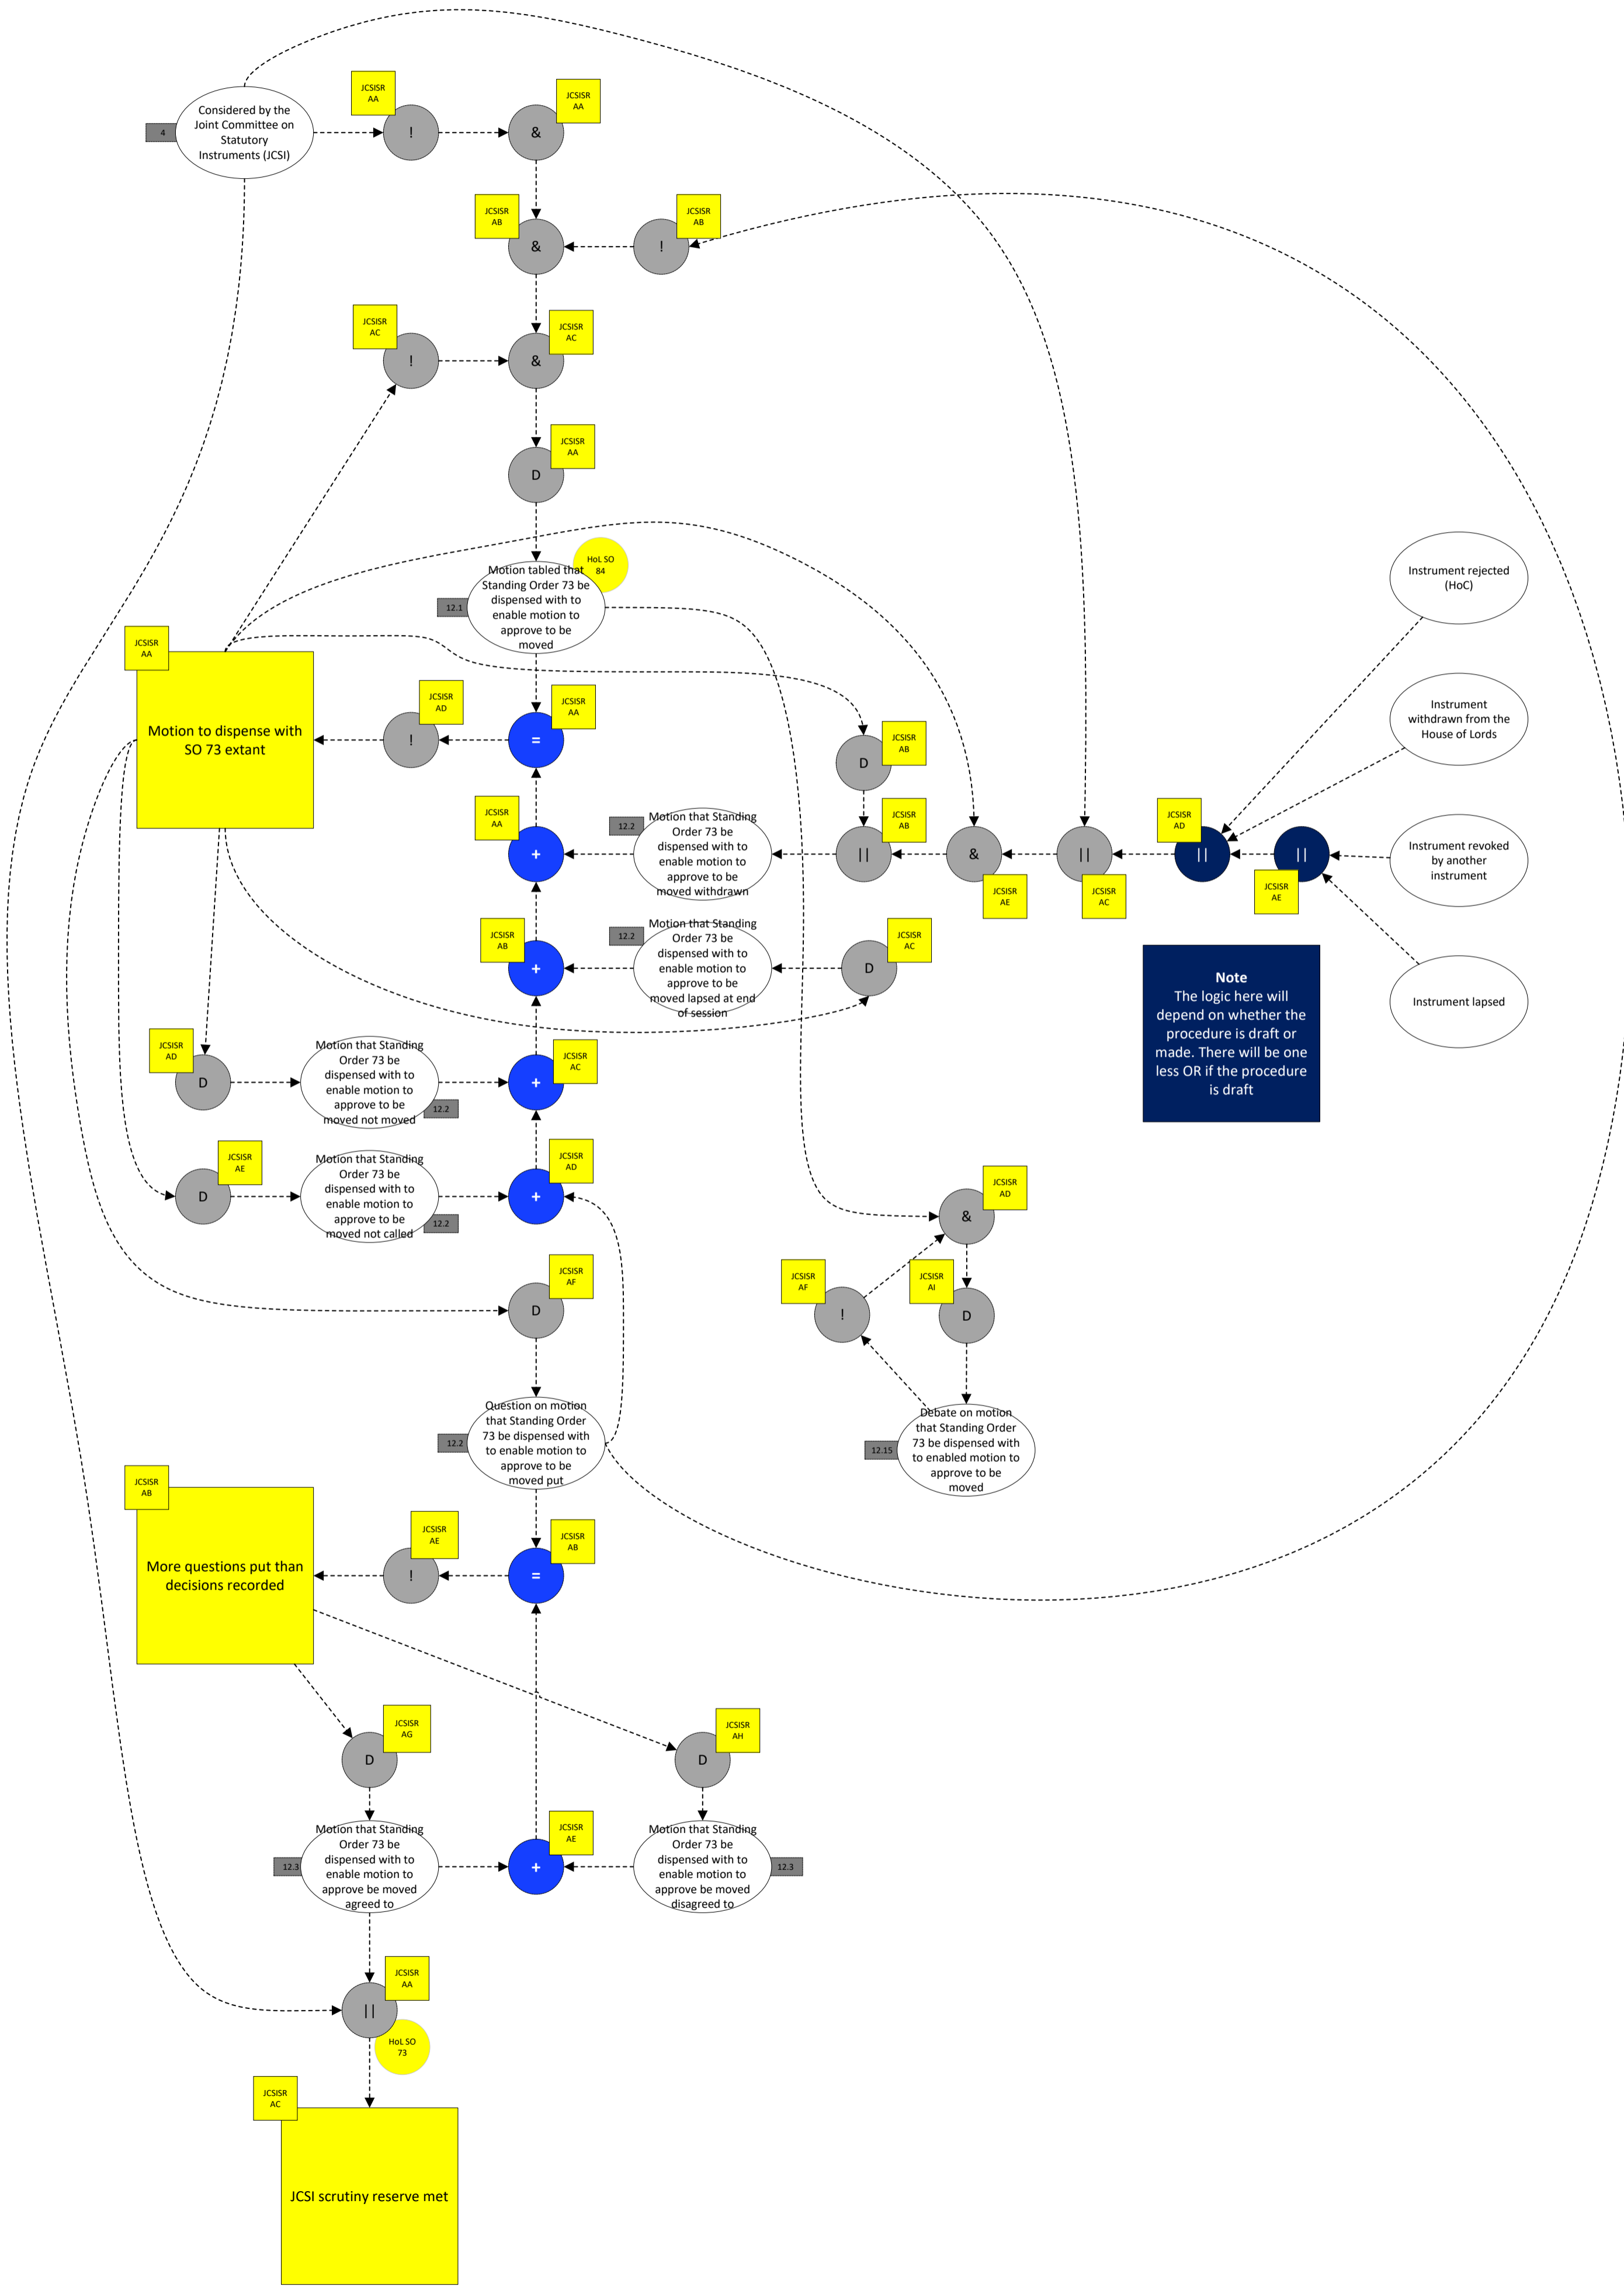 JCSISR
AA
JCSISR
AA
4
Considered by the
Joint Committee on
Statutory
Instruments (JCSI)
!
&
JCSISR
AB
JCSISR
AB
&
!
JCSISR
AC
JCSISR
AC
!
&
JCSISR
AA
D
HoL SO
84
12.1
Motion tabled that
Standing Order 73 be
dispensed with to
enable motion to
approve to be
moved
Instrument rejected
(HoC)
JCSISR
AA
Motion to dispense with
SO 73 extant
JCSISR
AD
!
JCSISR
AA
=
JCSISR
AB
D
Instrument
withdrawn from the
House of Lords
JCSISR
AA
+
12.2
Motion that Standing
Order 73 be
dispensed with to
enable motion to
approve to be
moved withdrawn
JCSISR
AB
||
&
JCSISR
AE
||
JCSISR
AC
JCSISR
AD
||
||
JCSISR
AE
Instrument revoked
by another
instrument
JCSISR
AB
+
12.2
Motion that Standing
Order 73 be
dispensed with to
enable motion to
approve to be
moved lapsed at end
of session
JCSISR
AC
D
Note
The logic here will
depend on whether the
procedure is draft or
made. There will be one
less OR if the procedure
is draft
Instrument lapsed
JCSISR
AD
D
Motion that Standing
Order 73 be
dispensed with to
enable motion to
approve to be
moved not moved
12.2
JCSISR
AC
+
JCSISR
AE
D
Motion that Standing
Order 73 be
dispensed with to
enable motion to
approve to be
moved not called
12.2
JCSISR
AD
+
JCSISR
AD
&
JCSISR
AF
D
JCSISR
AF
!
JCSISR
AI
D
12.2
Question on motion
that Standing Order
73 be dispensed with
to enable motion to
approve to be
moved put
12.15
Debate on motion
that Standing Order
73 be dispensed with
to enabled motion to
approve to be
moved
JCSISR
AB
More questions put than
decisions recorded
JCSISR
AE
!
JCSISR
AB
=
JCSISR
AG
D
JCSISR
AH
D
12.3
Motion that Standing
Order 73 be
dispensed with to
enable motion to
approve be moved
agreed to
JCSISR
AE
+
Motion that Standing
Order 73 be
dispensed with to
enable motion to
approve be moved
disagreed to
12.3
JCSISR
AA
||
HoL SO
73
JCSISR
AC
JCSI scrutiny reserve met